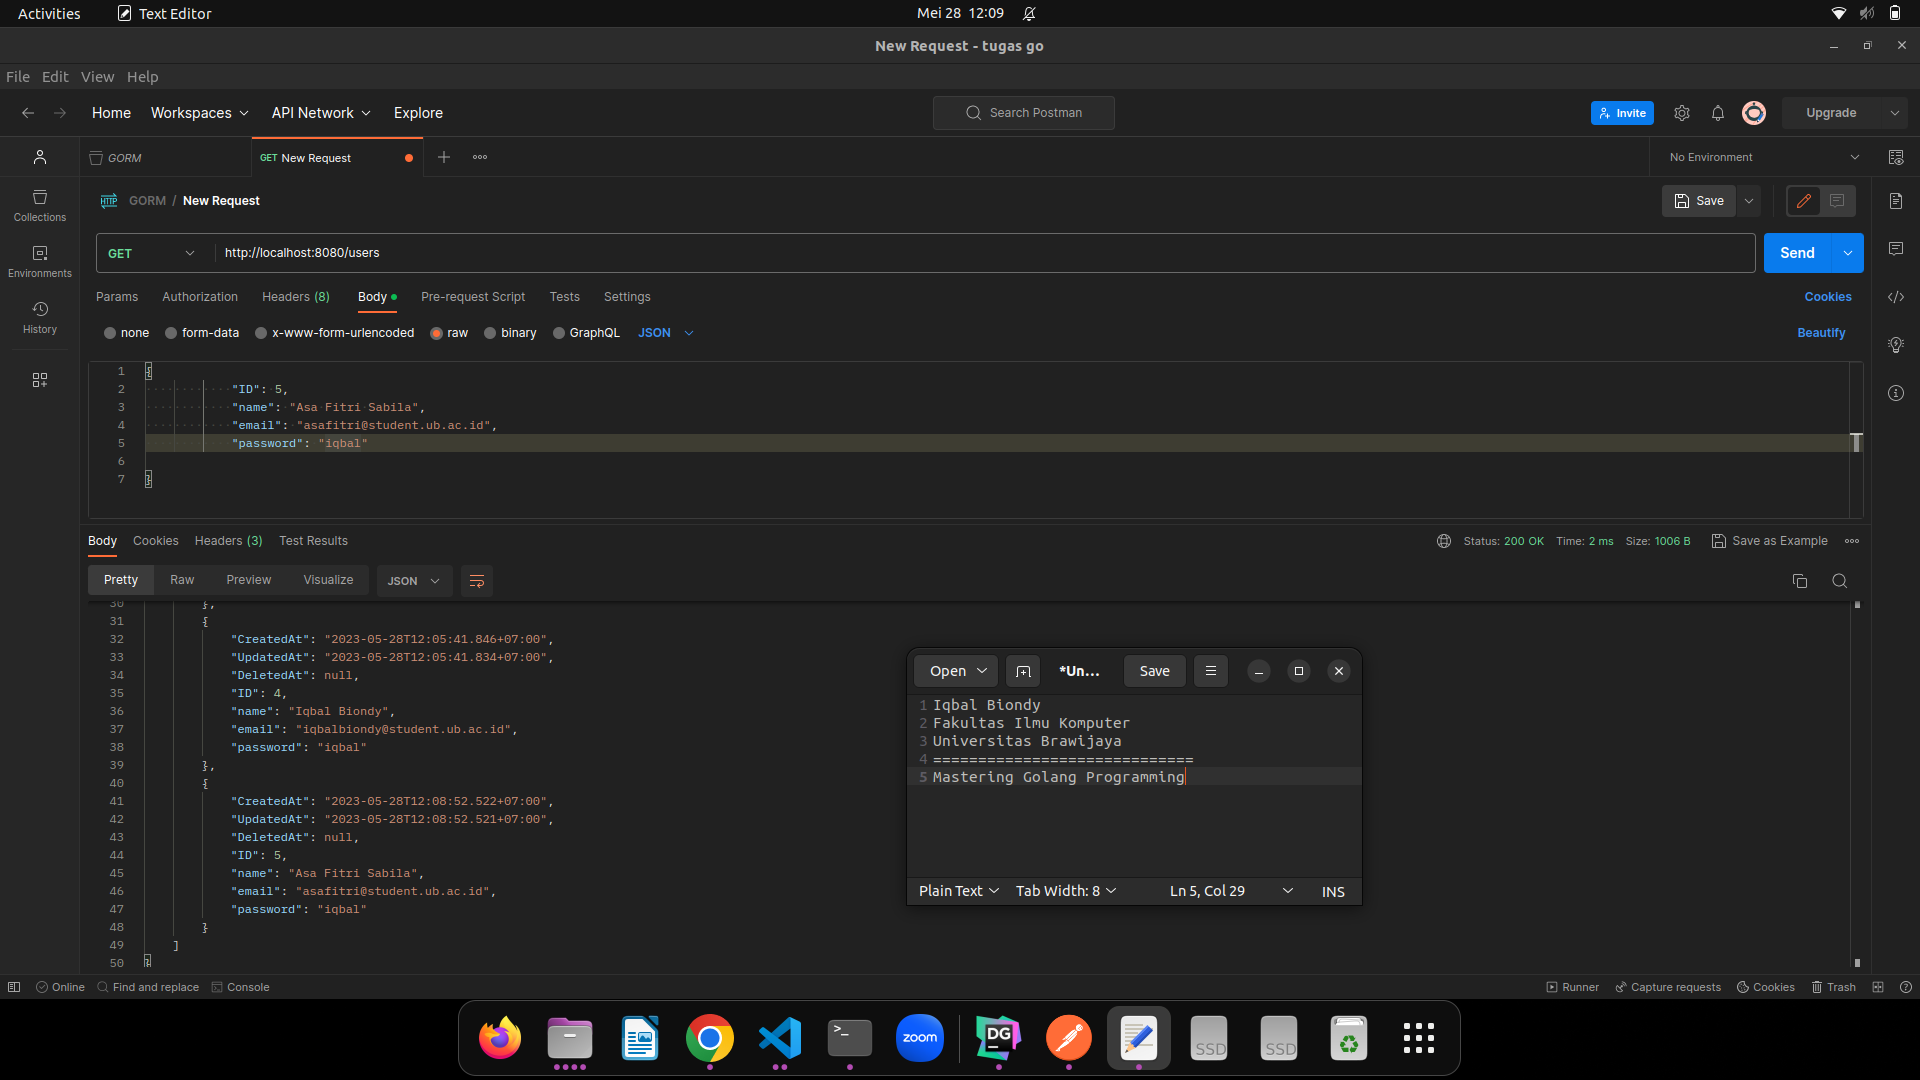 Activities Text Editor Mei 28 12:09
New Request - tugas go
File Edit View Help
Home Workspaces API Network Explore Search Postman Invite Upgrade
GORM GET New Request No Environment
GORM / New Request Save
Collections
Environments
History
GET http://localhost:8080/users Send
Params Authorization Headers (8) Body Pre-request Script Tests Settings Cookies
none form-data x-www-form-urlencoded raw binary GraphQL JSON Beautify
1 {
2 "ID": 5,
3 "name": "Asa Fitri Sabila",
4 "email": "asafitri@student.ub.ac.id",
5 "password": "iqbal"
6
7 }
Body Cookies Headers (3) Test Results Status: 200 OK Time: 2 ms Size: 1006 B Save as Example
Pretty Raw Preview Visualize JSON
30 },
31 {
32 "CreatedAt": "2023-05-28T12:05:41.846+07:00",
33 "UpdatedAt": "2023-05-28T12:05:41.834+07:00",
34 "DeletedAt": null,
35 "ID": 4,
36 "name": "Iqbal Biondy",
37 "email": "iqbalbiondy@student.ub.ac.id",
38 "password": "iqbal"
39 },
40 {
41 "CreatedAt": "2023-05-28T12:08:52.522+07:00",
42 "UpdatedAt": "2023-05-28T12:08:52.521+07:00",
43 "DeletedAt": null,
44 "ID": 5,
45 "name": "Asa Fitri Sabila",
46 "email": "asafitri@student.ub.ac.id",
47 "password": "iqbal"
48 }
49 ]
50 }
Open *Un... Save
1 Iqbal Biondy
2 Fakultas Ilmu Komputer
3 Universitas Brawijaya
4 =============================
5 Mastering Golang Programming
Plain Text Tab Width: 8 Ln 5, Col 29 INS
Online Find and replace Console Runner Capture requests Cookies Trash
>_ zoom DG SSD SSD